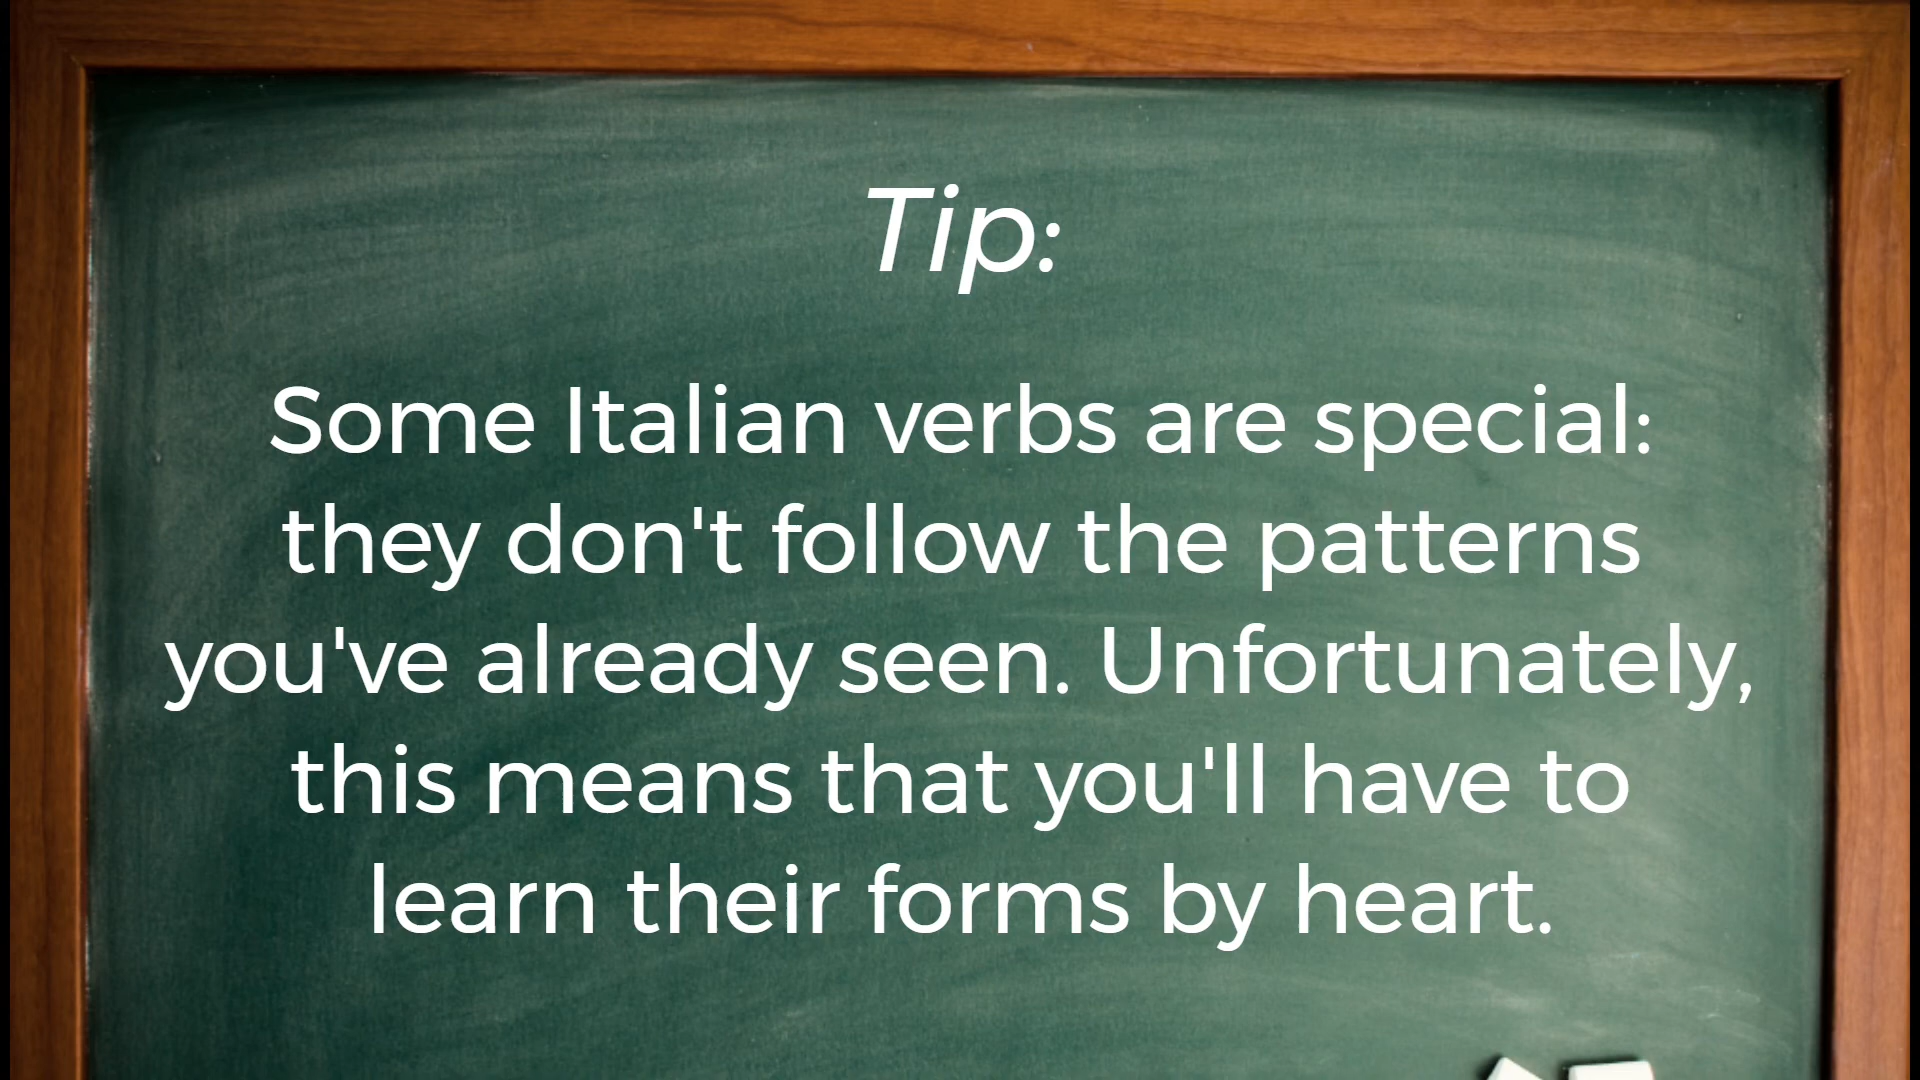 Tip:
Some Italian verbs are special:
they don't follow the patterns
you've already seen. Unfortunately,
this means that you'll have to
learn their forms by heart.